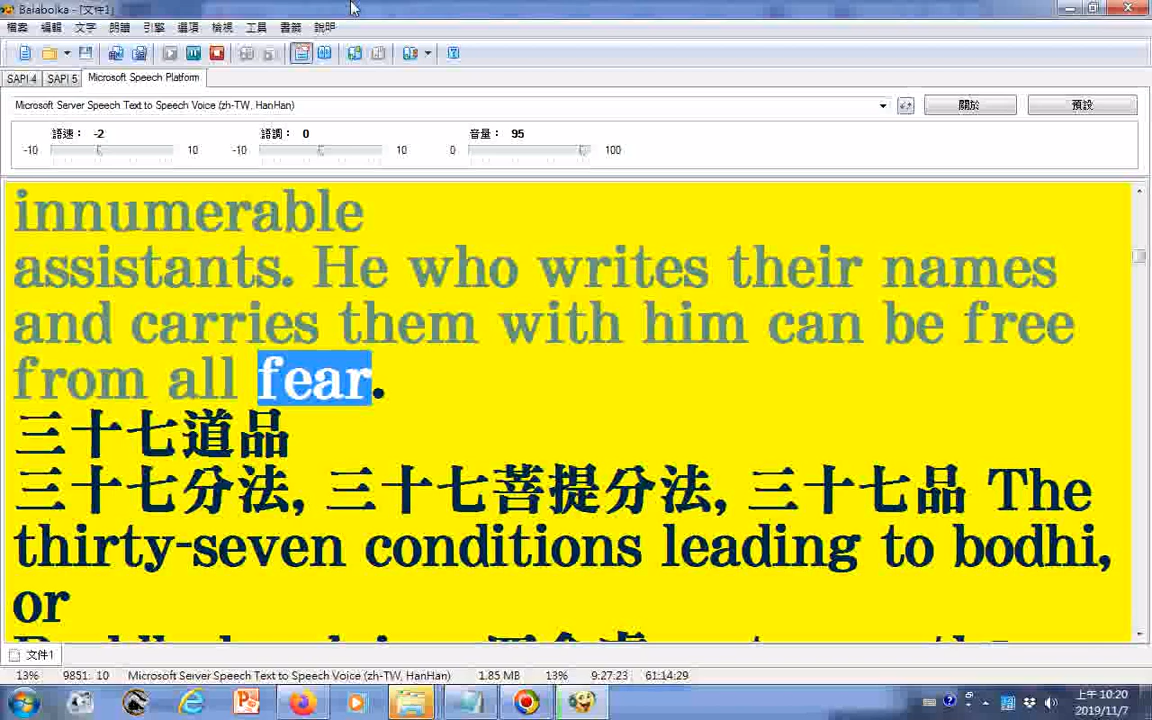 Balabolka - [文件1]
檔案 編輯 文字 朗讀 引擎 選項 檢視 工具 書籤 說明
SAPI 4 SAPI 5 Microsoft Speech Platform
Microsoft Server Speech Text to Speech Voice (zh-TW, HanHan) 關於 預設
語速： -2 語調： 0 音量： 95
-10 10 -10 10 0 100
innumerable
assistants. He who writes their names
and carries them with him can be free
from all fear.
三十七道品
三十七分法, 三十七菩提分法, 三十七品 The
thirty-seven conditions leading to bodhi,
or
文件1
13% 9851: 10 Microsoft Server Speech Text to Speech Voice (zh-TW, HanHan) 1.85 MB 13% 9:27:23 61:14:29
上午 10:20
2019/11/7